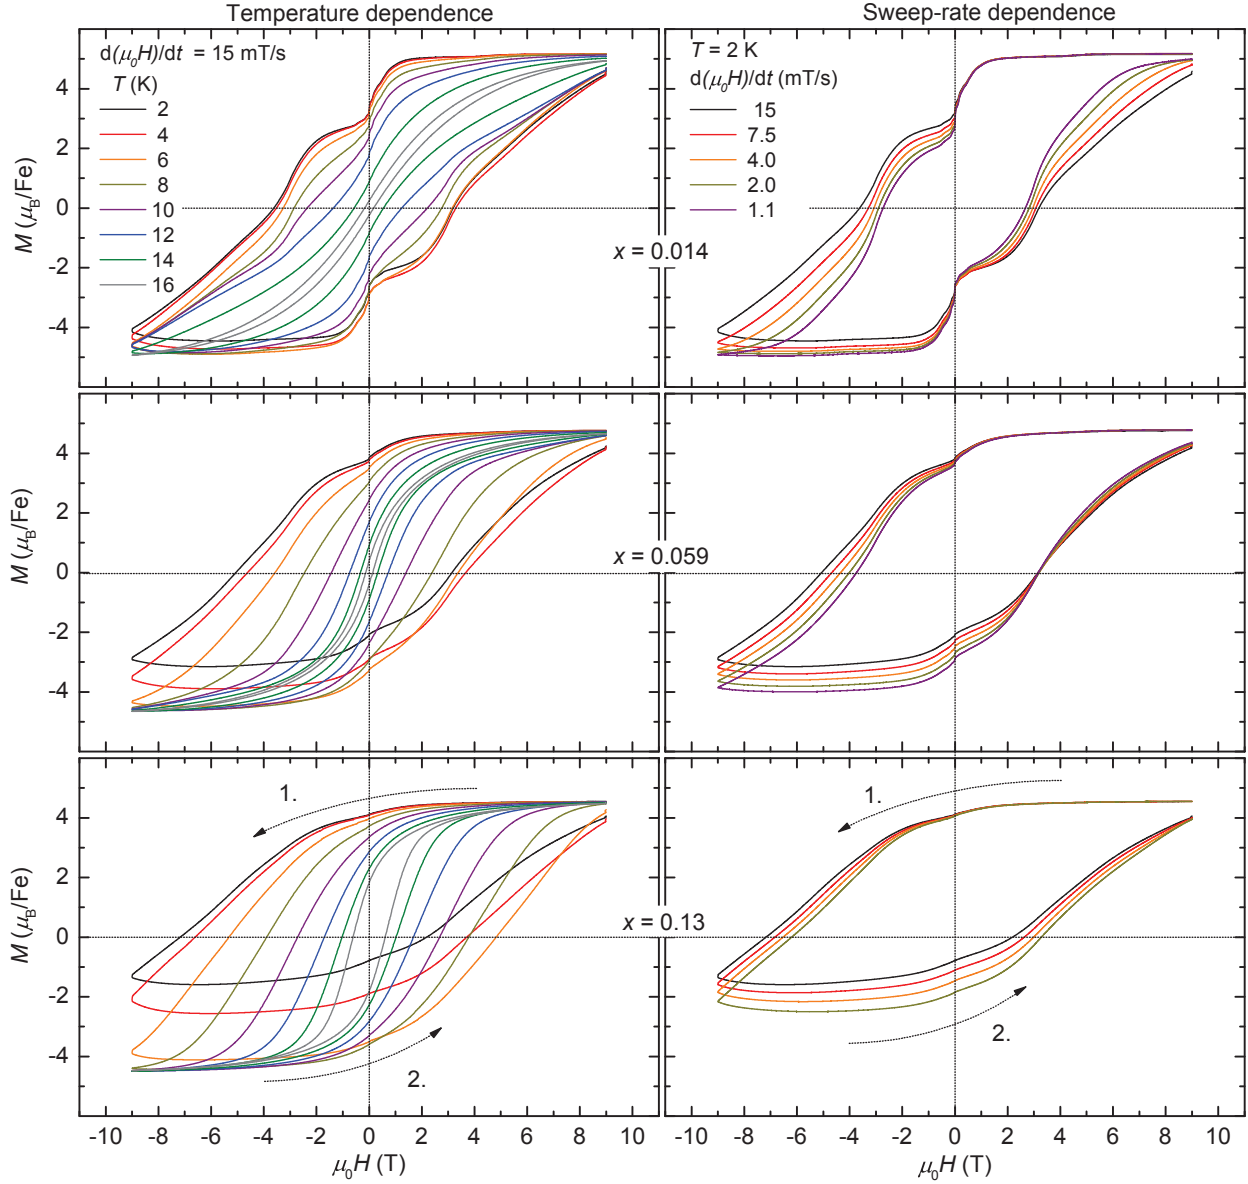 Temperature dependence
Sweep-rate dependence
d(μ₀H)/dt = 15 mT/s
T (K)
2
4
6
8
10
12
14
16
T = 2 K
d(μ₀H)/dt (mT/s)
15
7.5
4.0
2.0
1.1
M (μ_B/Fe)
4
2
0
-2
-4
x = 0.014
M (μ_B/Fe)
4
2
0
-2
-4
x = 0.059
M (μ_B/Fe)
4
2
0
-2
-4
x = 0.13
1.
2.
1.
2.
-10 -8 -6 -4 -2 0 2 4 6 8 10
-10 -8 -6 -4 -2 0 2 4 6 8 10
μ₀H (T)
μ₀H (T)